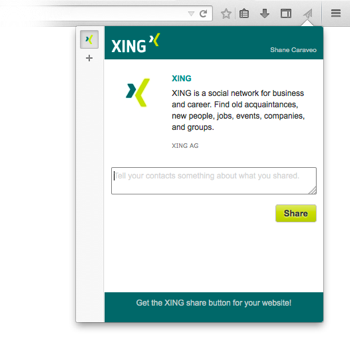 XING
Shane Caraveo
XING
XING is a social network for business
and career. Find old acquaintances,
new people, jobs, events, companies,
and groups.
XING AG
Tell your contacts something about what you shared.
Share
Get the XING share button for your website!